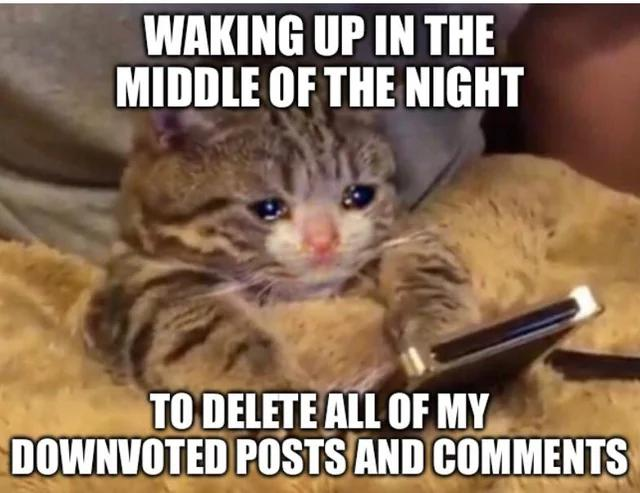 WAKING UP IN THE
MIDDLE OF THE NIGHT
TO DELETE ALL OF MY
DOWNVOTED POSTS AND COMMENTS